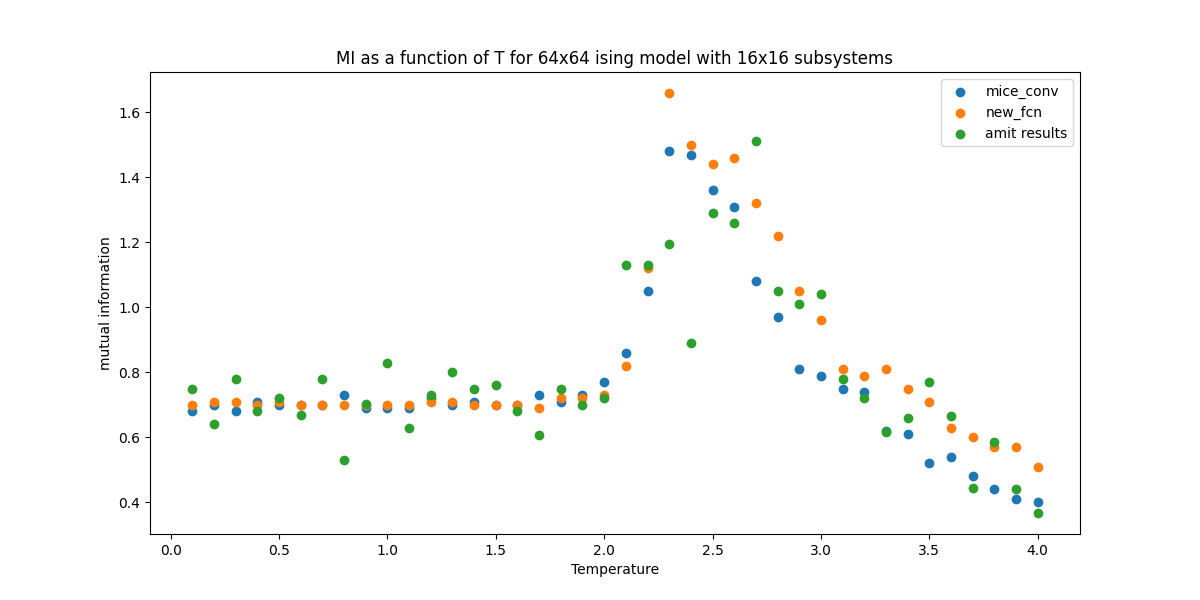 MI as a function of T for 64x64 ising model with 16x16 subsystems
mice_conv
new_fcn
amit results
mutual information
1.6
1.4
1.2
1.0
0.8
0.6
0.4
0.0 0.5 1.0 1.5 2.0 2.5 3.0 3.5 4.0
Temperature